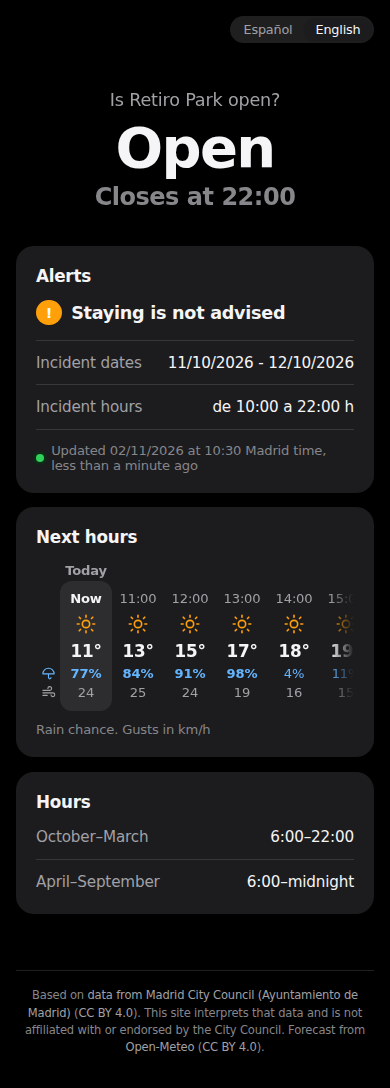 Español English
Is Retiro Park open?
Open
Closes at 22:00
Alerts
! Staying is not advised
Incident dates 11/10/2026 - 12/10/2026
Incident hours de 10:00 a 22:00 h
Updated 02/11/2026 at 10:30 Madrid time,
less than a minute ago
Next hours
Today
Now 11:00 12:00 13:00 14:00
11° 13° 15° 17° 18°
77% 84% 91% 98% 4%
24 25 24 19 16
Rain chance. Gusts in km/h
Hours
October–March 6:00–22:00
April–September 6:00–midnight
Based on data from Madrid City Council (Ayuntamiento de
Madrid) (CC BY 4.0). This site interprets that data and is not
affiliated with or endorsed by the City Council. Forecast from
Open-Meteo (CC BY 4.0).